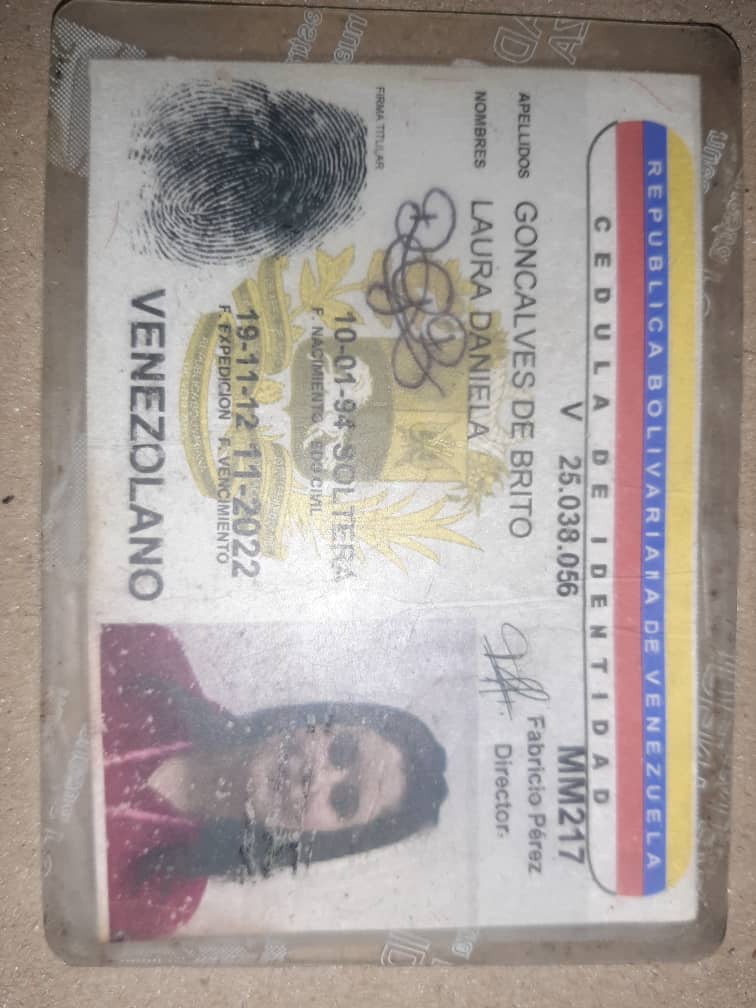 REPUBLICA BOLIVARIANA DE VENEZUELA
CEDULA DE IDENTIDAD
V 25.038.056 MM217
APELLIDOS GONCALVES DE BRITO
Fabricio Pérez
NOMBRES LAURA DANIELA
Director
FIRMA TITULAR
10-01-94 SOLTERA
F. NACIMIENTO EDO CIVIL
19-11-12 11-2022
F. EXPEDICION F. VENCIMIENTO
VENEZOLANO